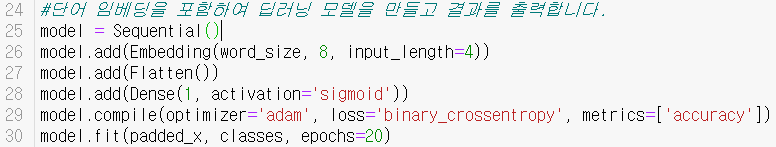 24 #단어 임베딩을 포함하여 딥러닝 모델을 만들고 결과를 출력합니다.
25 model = Sequential()
26 model.add(Embedding(word_size, 8, input_length=4))
27 model.add(Flatten())
28 model.add(Dense(1, activation='sigmoid'))
29 model.compile(optimizer='adam', loss='binary_crossentropy', metrics=['accuracy'])
30 model.fit(padded_x, classes, epochs=20)